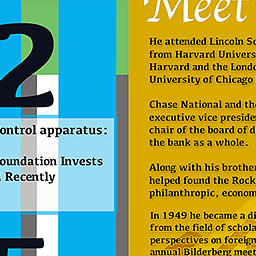 2
ontrol apparatus:
oundation Invests
Recently
Meet
He attended Lincoln Sc
from Harvard Univers
Harvard and the Londo
University of Chicago
Chase National and the
executive vice presiden
chair of the board of d
the bank as a whole.
Along with his brother
helped found the Rock
philanthropic, econom
In 1949 he became a di
from the field of schola
perspectives on foreign
annual Bilderberg meet